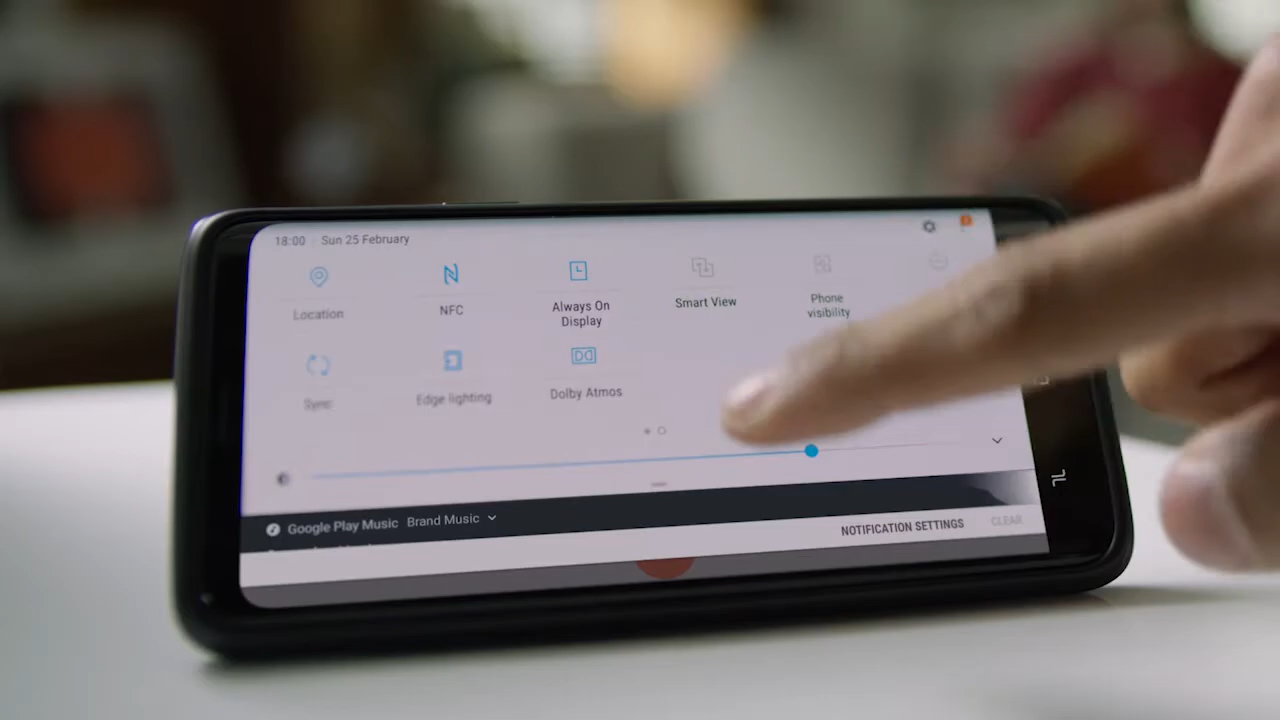 18:00 Sun 25 February
Location
NFC
Always On
Display
Smart View
Phone
visibility
Sync
Edge lighting
Dolby Atmos
Google Play Music Brand Music
NOTIFICATION SETTINGS CLEAR